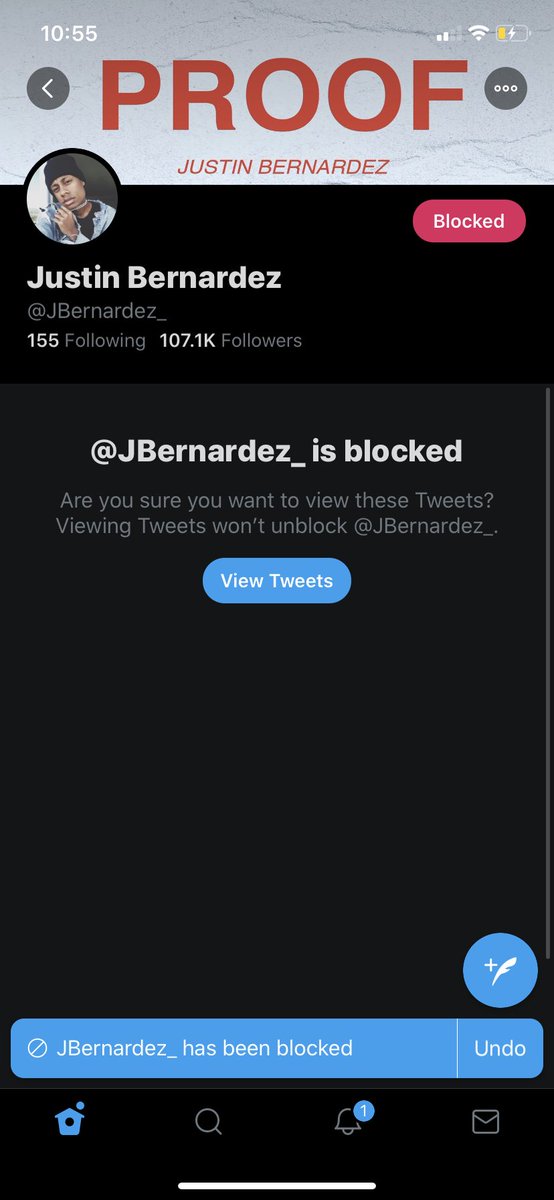 10:55
PROOF
JUSTIN BERNARDEZ
Blocked
Justin Bernardez
@JBernardez_
155 Following 107.1K Followers
@JBernardez_ is blocked
Are you sure you want to view these Tweets?
Viewing Tweets won’t unblock @JBernardez_.
View Tweets
JBernardez_ has been blocked
Undo
1